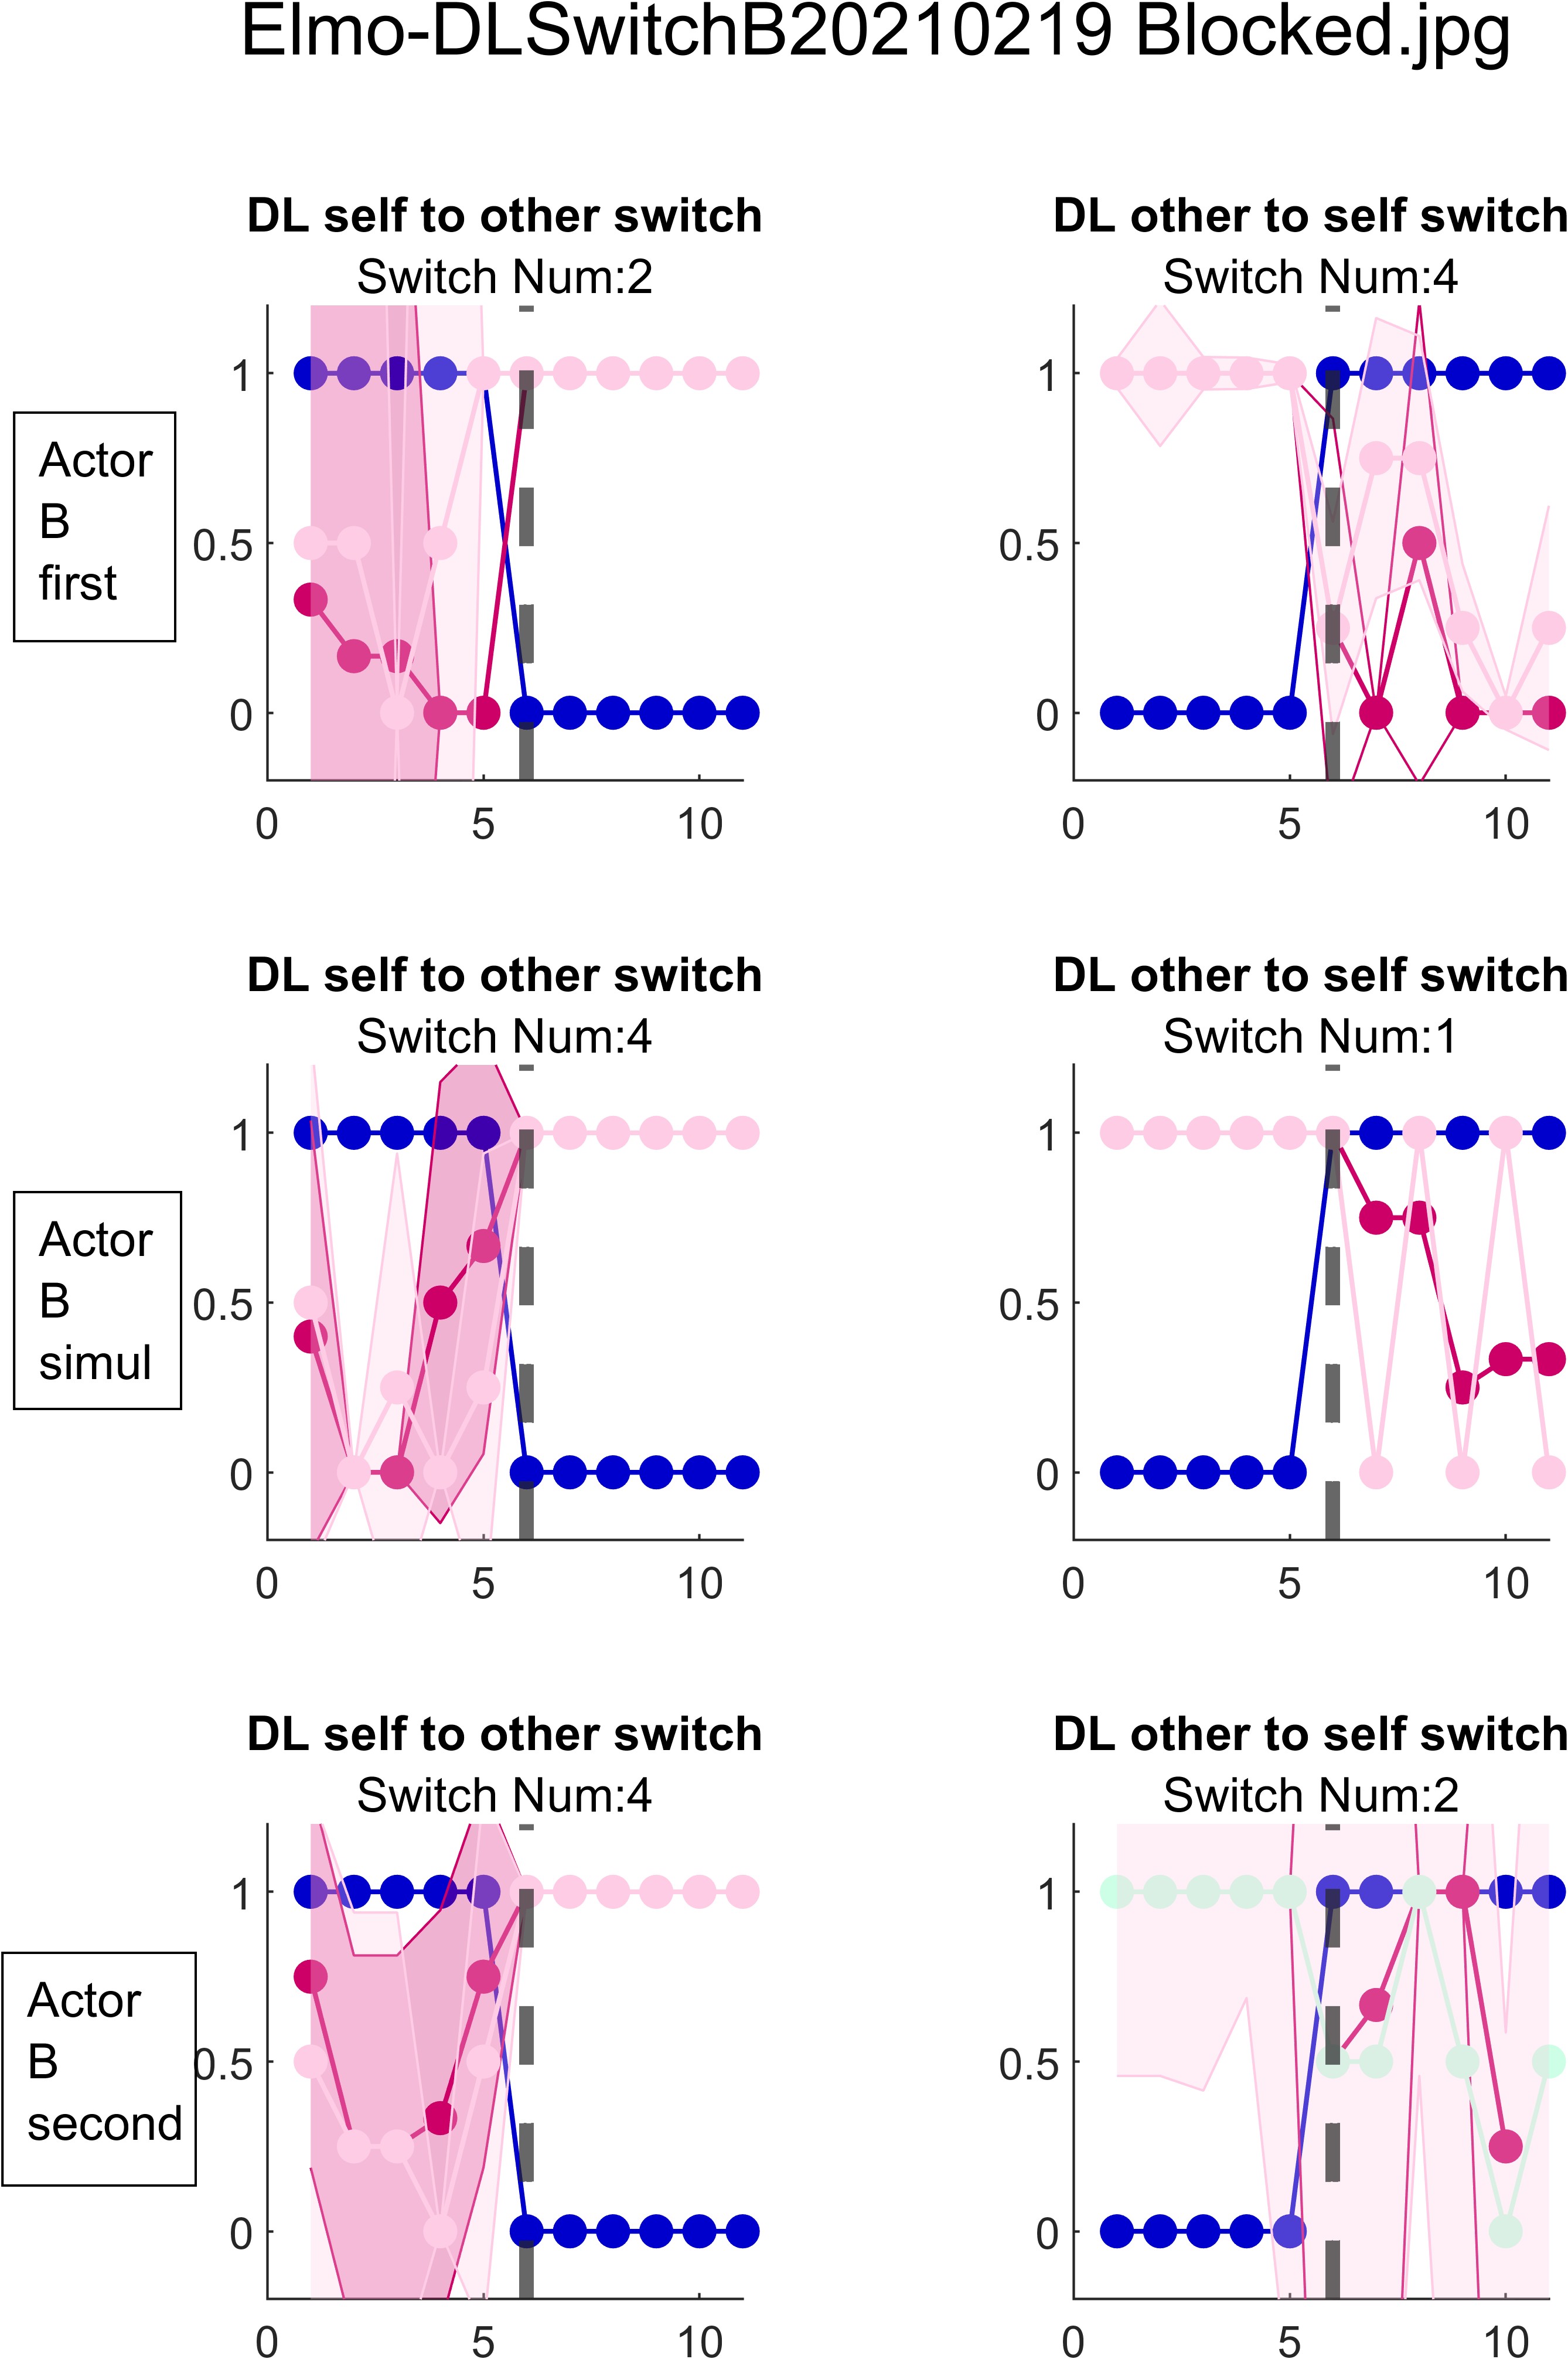 Elmo-DLSwitchB20210219 Blocked.jpg
DL self to other switch
Switch Num:2
1
0.5
0
0
5
10
DL other to self switch
Switch Num:4
1
0.5
0
0
5
10
Actor
B
first
DL self to other switch
Switch Num:4
1
0.5
0
0
5
10
DL other to self switch
Switch Num:1
1
0.5
0
0
5
10
Actor
B
simul
DL self to other switch
Switch Num:4
1
0.5
0
0
5
10
DL other to self switch
Switch Num:2
1
0.5
0
0
5
10
Actor
B
second